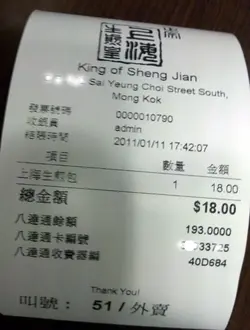 King of Sheng Jian
Sai Yeung Choi Street South,
Mong Kok
發票號碼 0000010790
收銀員 admin
結賬時間 2011/01/11 17:42:07
項目 數量 金額
上海生煎包 1 18.00
總金額 $18.00
八達通餘額 193.0000
八達通卡編號 33725
八達通收費器編 40D684
Thank You!
叫號： 51 / 外賣